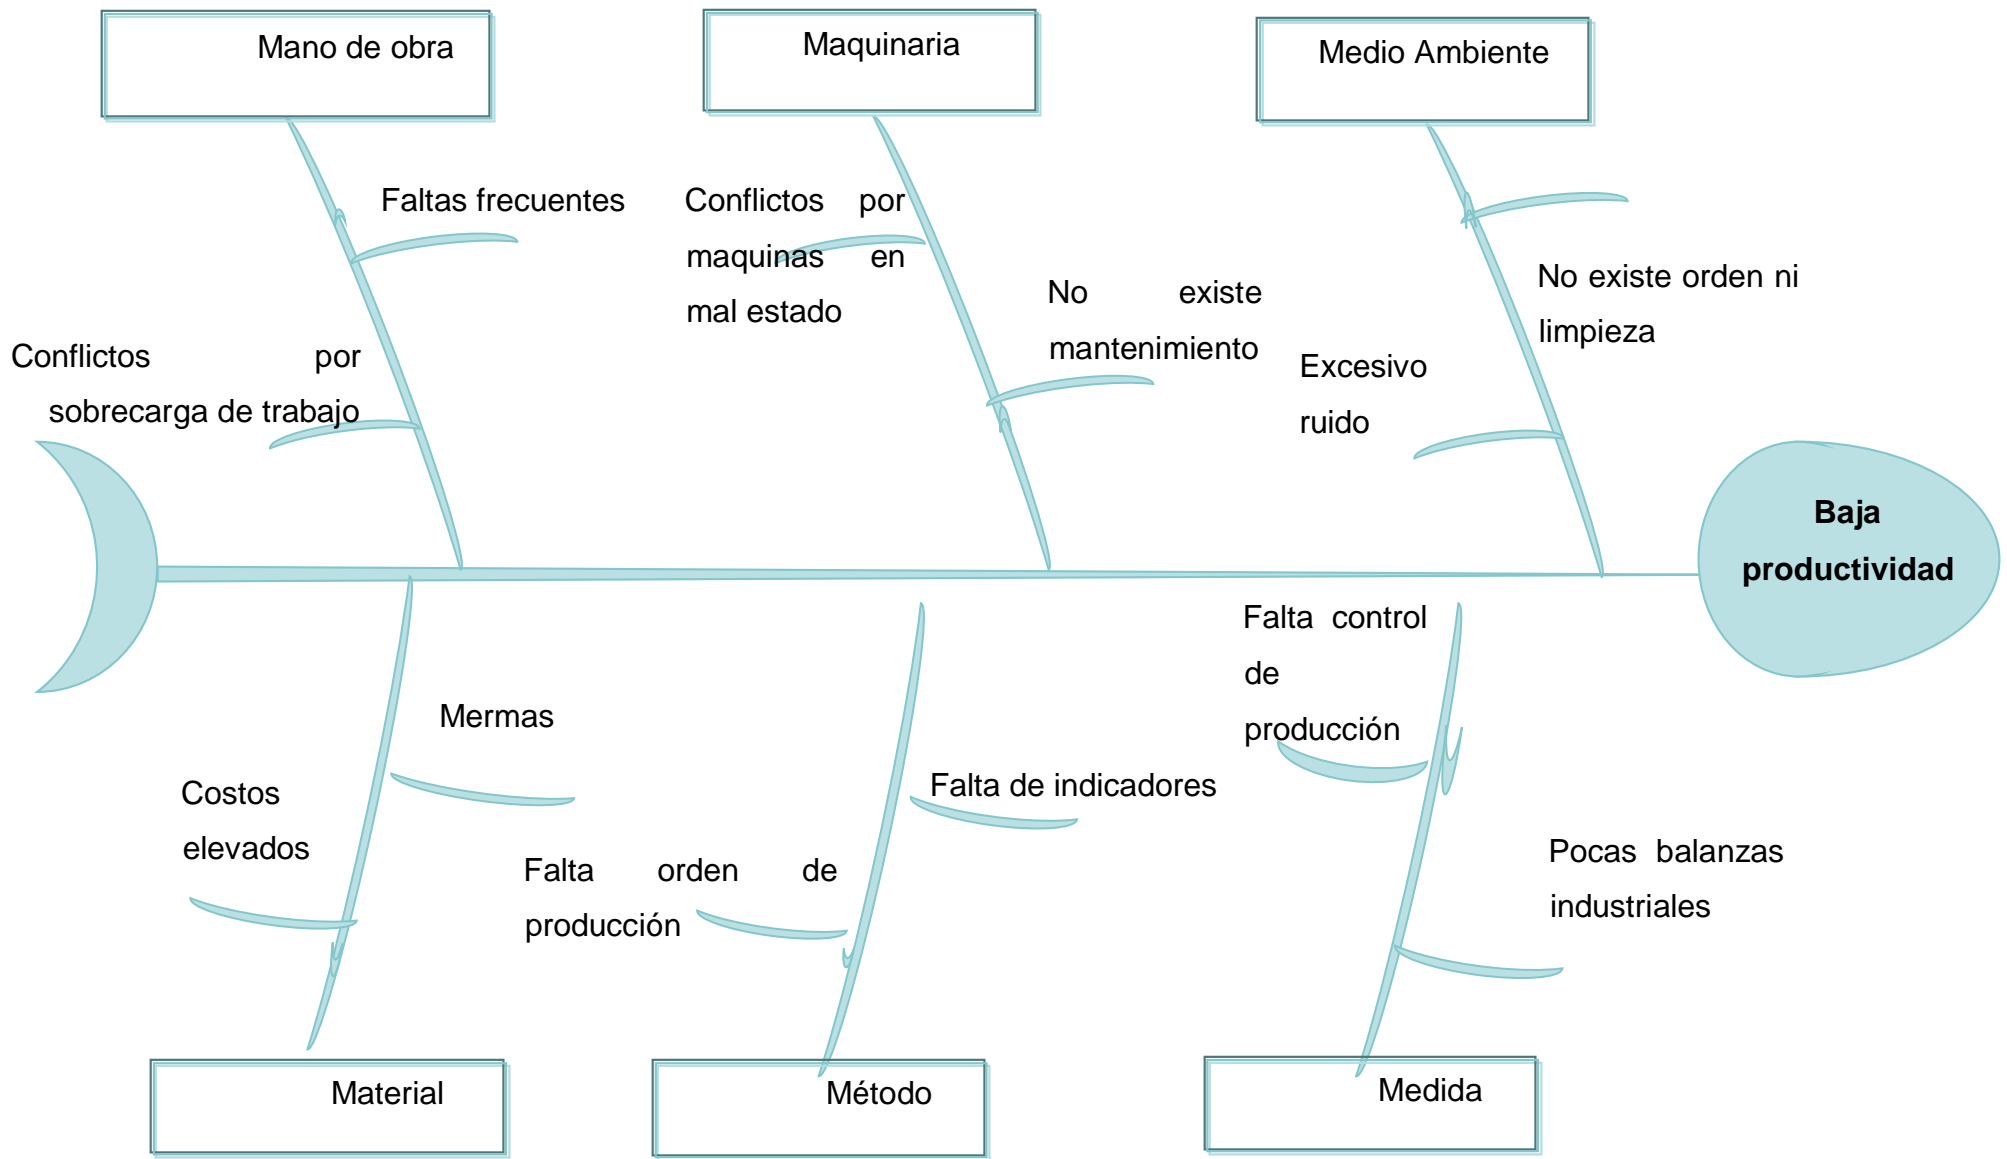 Mano de obra
Maquinaria
Medio Ambiente
Faltas frecuentes
Conflictos por
sobrecarga de trabajo
Conflictos por
maquinas en
mal estado
No existe
mantenimiento
No existe orden ni
limpieza
Excesivo
ruido
Baja
productividad
Mermas
Costos
elevados
Falta de indicadores
Falta orden de
producción
Falta control
de
producción
Pocas balanzas
industriales
Material
Método
Medida